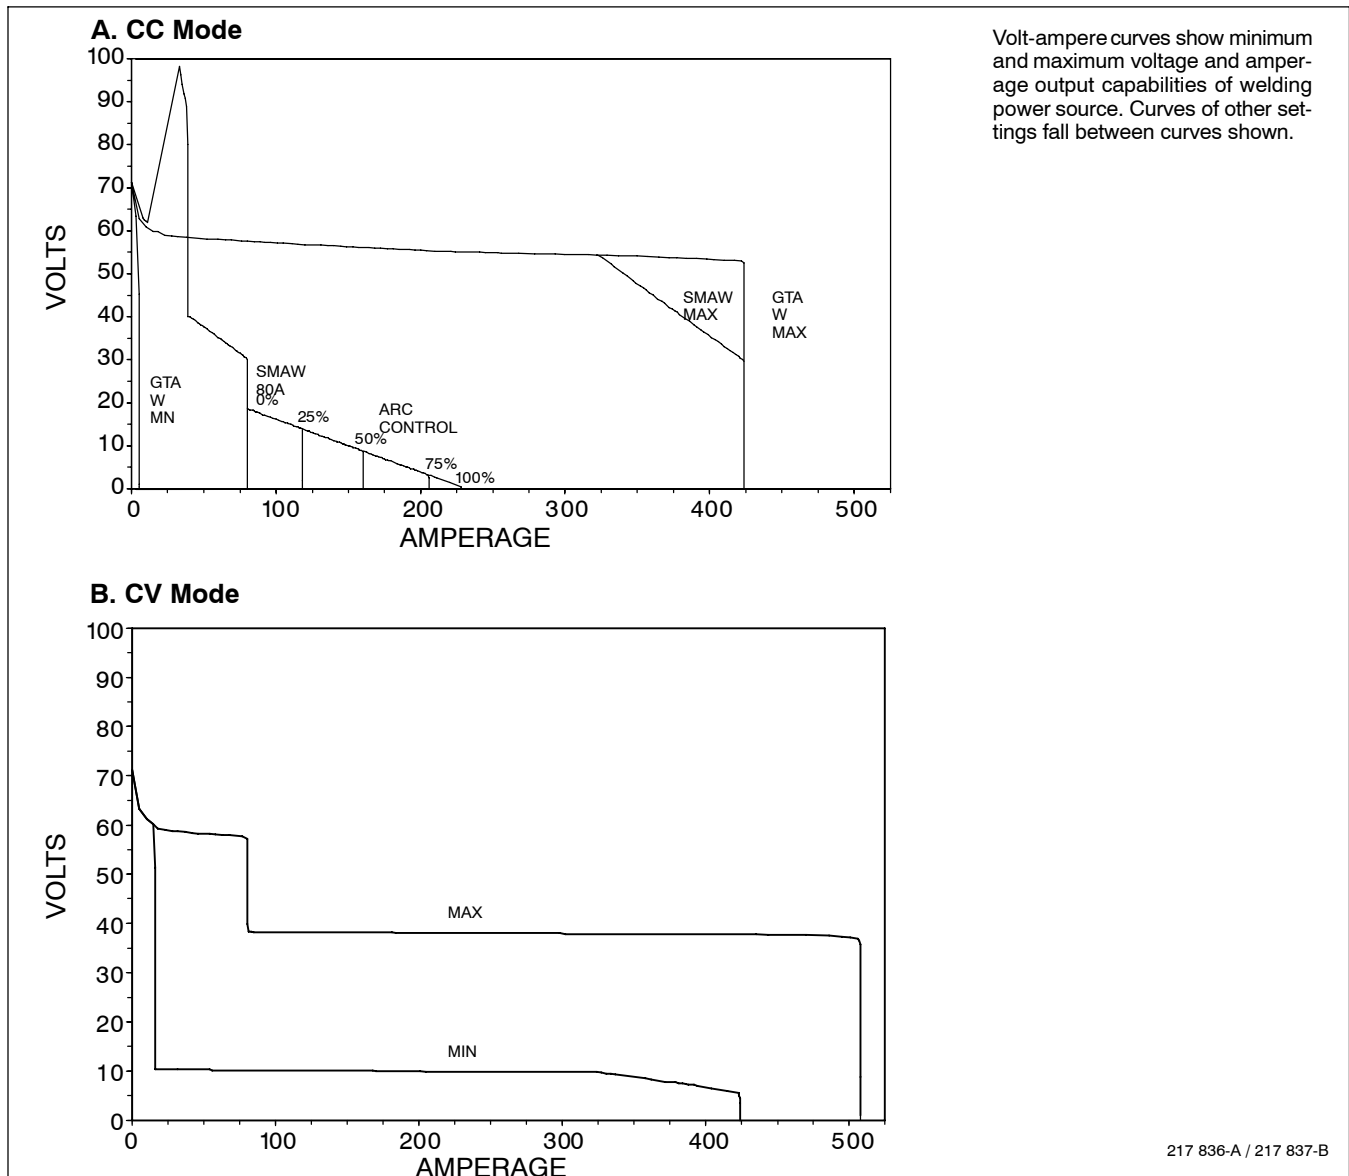 A. CC Mode
Volt-ampere curves show minimum
and maximum voltage and amper-
age output capabilities of welding
power source. Curves of other set-
tings fall between curves shown.
100
90
80
70
60
50
40
30
20
10
0
VOLTS
GTA
W
MN
SMAW
80A
0%
25%
50%
75%
100%
ARC
CONTROL
SMAW
MAX
GTA
W
MAX
0 100 200 300 400 500
AMPERAGE
B. CV Mode
100
90
80
70
60
50
40
30
20
10
0
VOLTS
MAX
MIN
0 100 200 300 400 500
AMPERAGE
217 836-A / 217 837-B